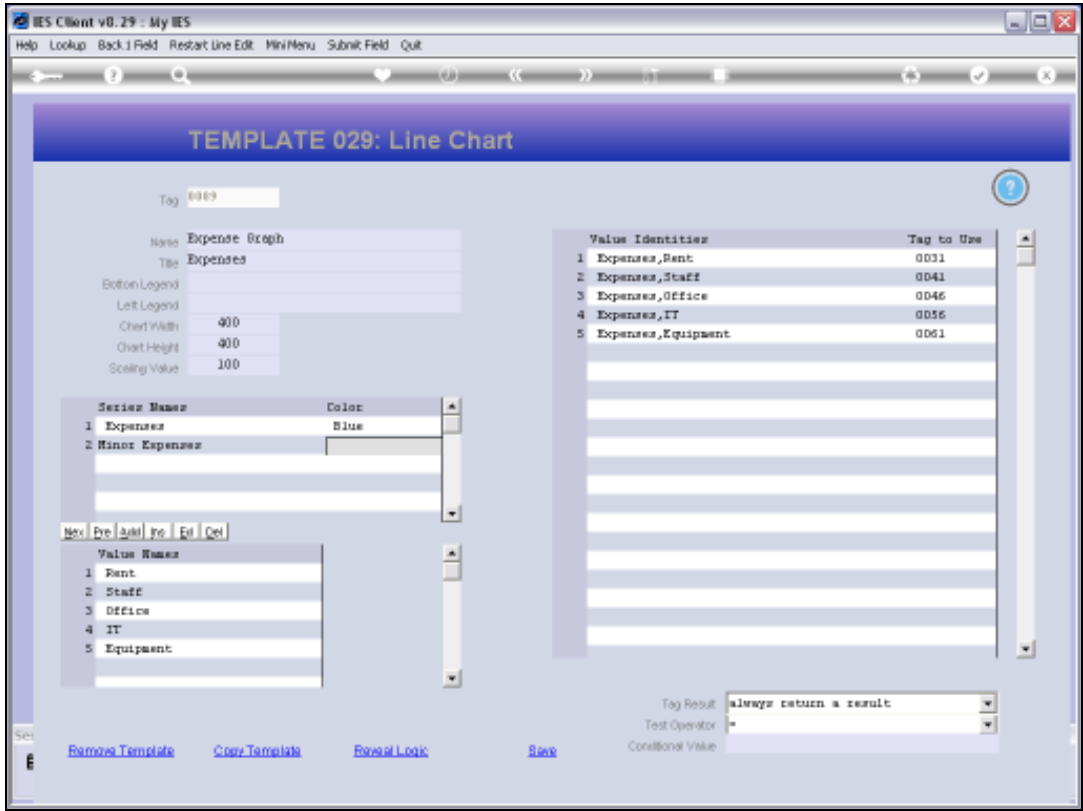 IES Client v8.29 : My IES
Help Lookup Back 1 Field Restart Line Edit Mini Menu Submit Field Quit
TEMPLATE 029: Line Chart
Tag 0089
Name Expense Graph
Title Expenses
Bottom Legend
Left Legend
Chart Width 400
Chart Height 400
Scaling Value 100
Series Names Color
1 Expenses Blue
2 Minor Expenses
Nex Pre Add Ins Ed Del
Value Names
1 Rent
2 Staff
3 Office
4 IT
5 Equipment
Value Identities Tag to Use
1 Expenses,Rent 0031
2 Expenses,Staff 0041
3 Expenses,Office 0046
4 Expenses,IT 0056
5 Expenses,Equipment 0061
Tag Result always return a result
Test Operator =
Conditional Value
Remove Template Copy Template Reveal Logic Save